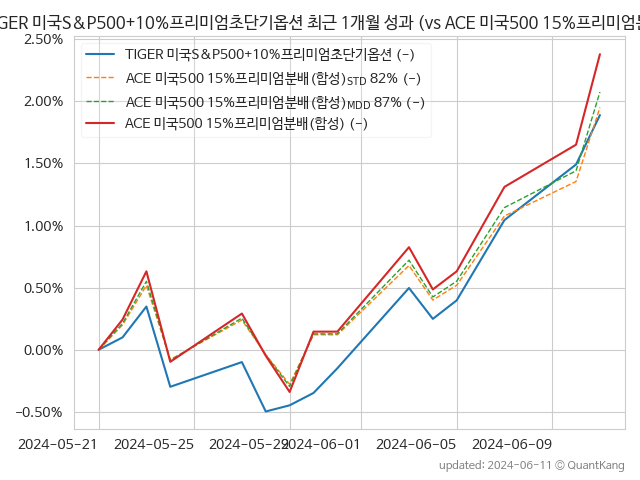 GER 미국S&P500+10%프리미엄초단기옵션 최근 1개월 성과 (vs ACE 미국500 15%프리미엄분
2.50%
TIGER 미국S&P500+10%프리미엄초단기옵션 (-)
ACE 미국500 15%프리미엄분배(합성)STD 82% (-)
2.00%
ACE 미국500 15%프리미엄분배(합성)MDD 87% (-)
ACE 미국500 15%프리미엄분배(합성) (-)
1.50%
1.00%
0.50%
0.00%
-0.50%
2024-05-21 2024-05-25 2024-05-29 2024-06-01 2024-06-05 2024-06-09
updated: 2024-06-11 © QuantKang